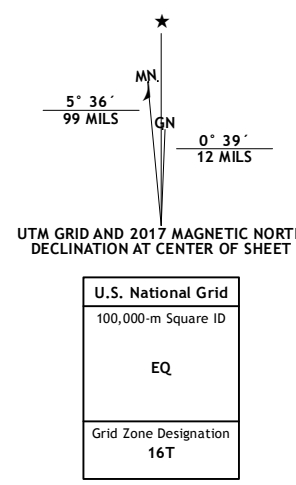 MN.
5° 36´
99 MILS
GN
0° 39´
12 MILS
UTM GRID AND 2017 MAGNETIC NORTH
DECLINATION AT CENTER OF SHEET
U.S. National Grid
100,000-m Square ID
EQ
Grid Zone Designation
16T